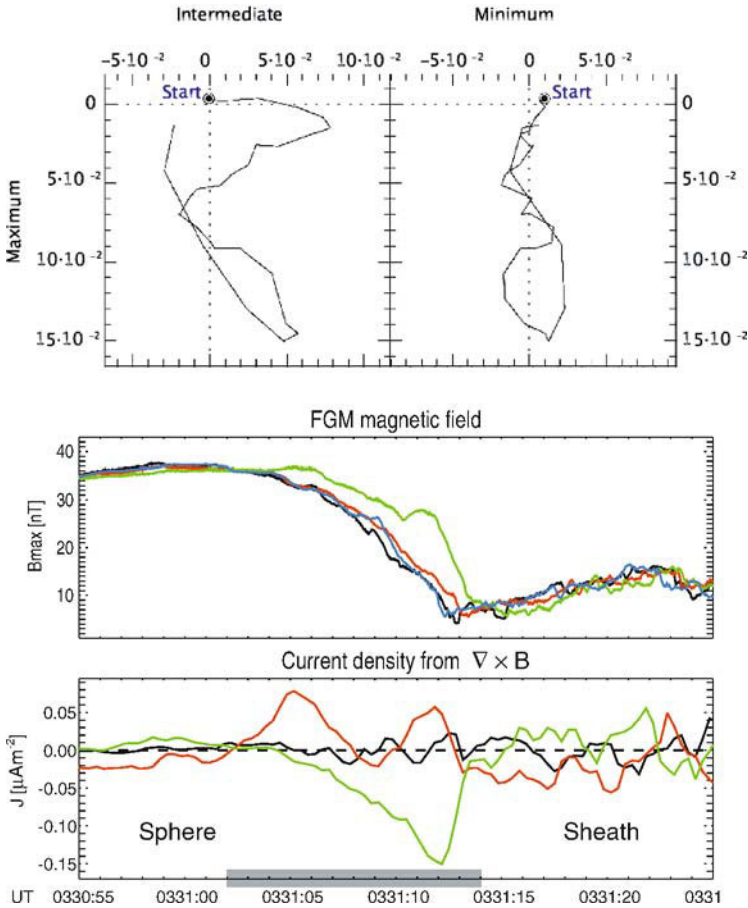 Intermediate Minimum
−5·10⁻² 0 5·10⁻² 10·10⁻² −5·10⁻² 0 5·10⁻²
Start Start
0 0
5·10⁻² 5·10⁻²
Maximum
10·10⁻² 10·10⁻²
15·10⁻² 15·10⁻²
FGM magnetic field
40
30
20
10
Bmax [nT]
Current density from ∇ × B
0.05
0.00
-0.05
-0.10
-0.15
J [μAm⁻²]
Sphere Sheath
UT 0330:55 0331:00 0331:05 0331:10 0331:15 0331:20 0331